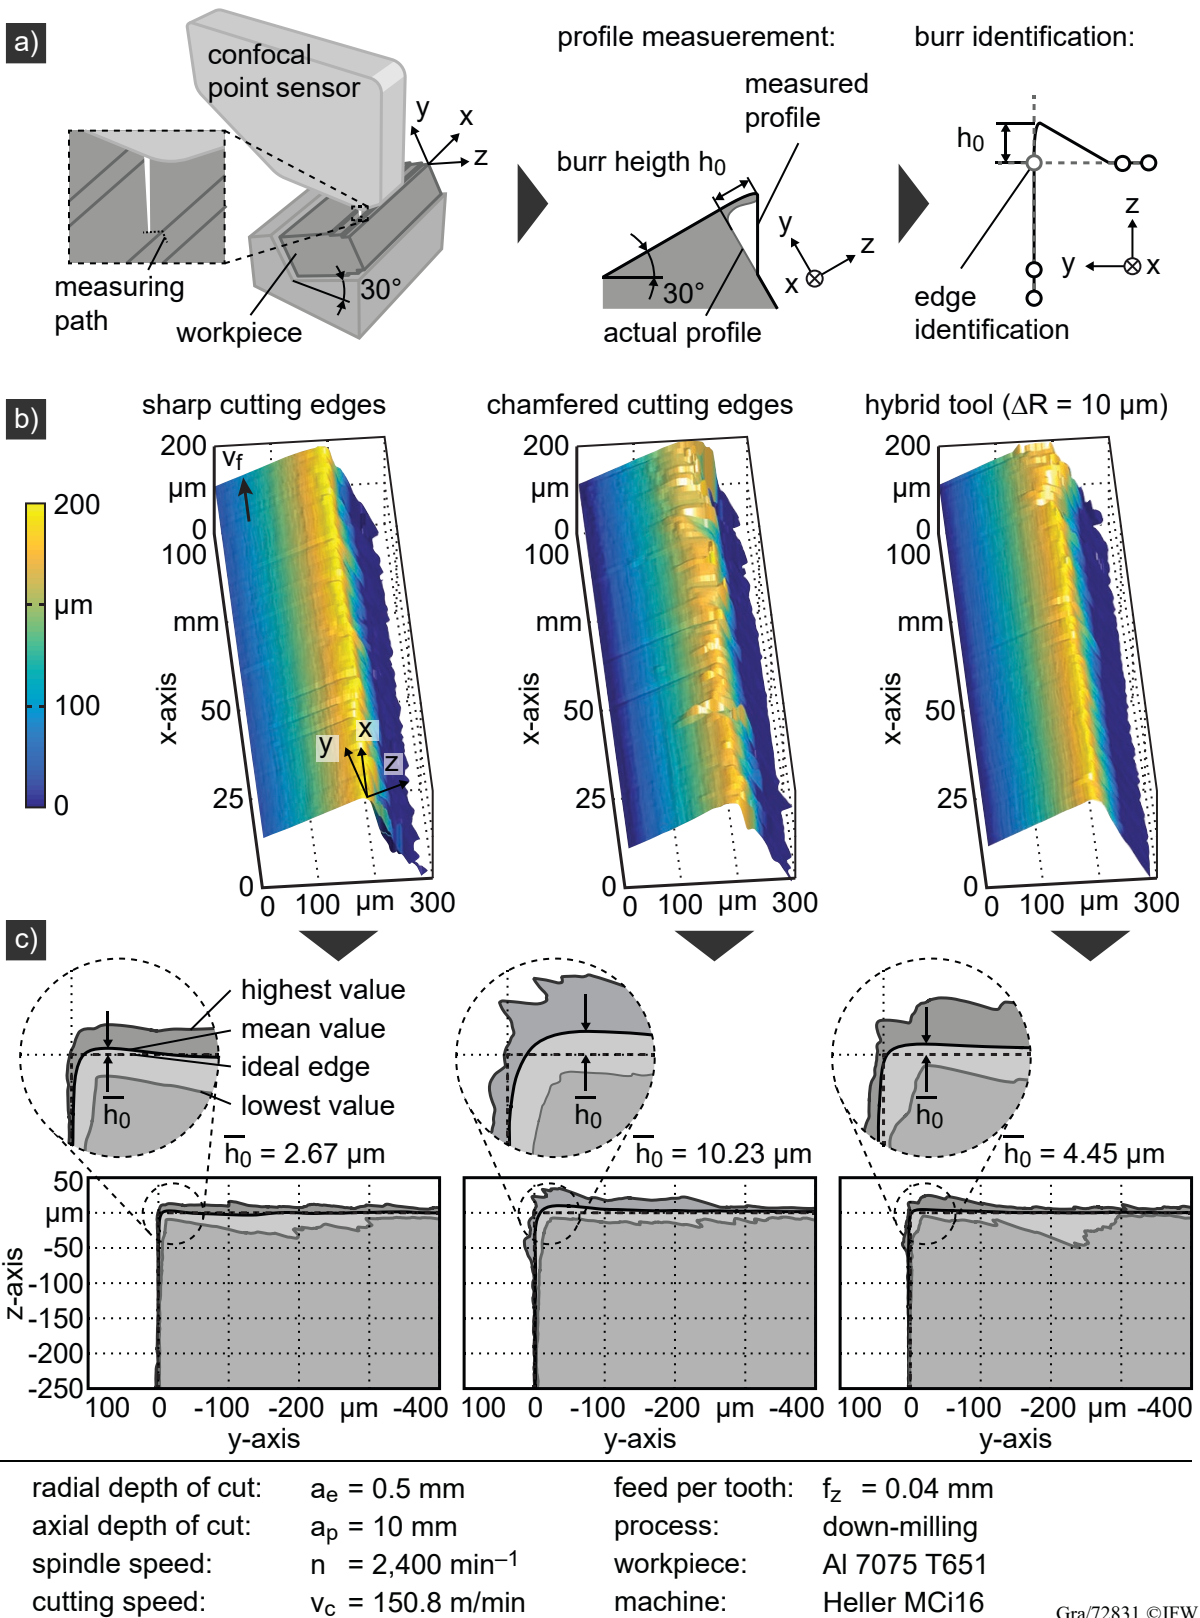 a)
confocal
point sensor
y
x
z
measuring
path
workpiece
30°
profile measuerement:
measured
profile
burr heigth h0
y
z
x
30°
actual profile
burr identification:
h0
z
y
x
edge
identification
b)
sharp cutting edges
chamfered cutting edges
hybrid tool (ΔR = 10 µm)
200
µm
100
0
200
µm
0
100
mm
50
25
0
x-axis
vf
y
x
z
0 100 µm 300
200
µm
0
100
mm
50
25
0
x-axis
0 100 µm 300
200
µm
0
100
mm
50
25
0
x-axis
0 100 µm 300
c)
highest value
mean value
ideal edge
lowest value
h̅0
h̅0
h̅0
h̅0 = 2.67 µm
h̅0 = 10.23 µm
h̅0 = 4.45 µm
50
µm
-50
-100
-150
-200
-250
z-axis
100 0 -100 -200 µm -400
y-axis
100 0 -100 -200 µm -400
y-axis
100 0 -100 -200 µm -400
y-axis
radial depth of cut: ae = 0.5 mm
axial depth of cut: ap = 10 mm
spindle speed: n = 2,400 min⁻¹
cutting speed: vc = 150.8 m/min
feed per tooth: fz = 0.04 mm
process: down-milling
workpiece: Al 7075 T651
machine: Heller MCi16
Gra/72831 ©IFW